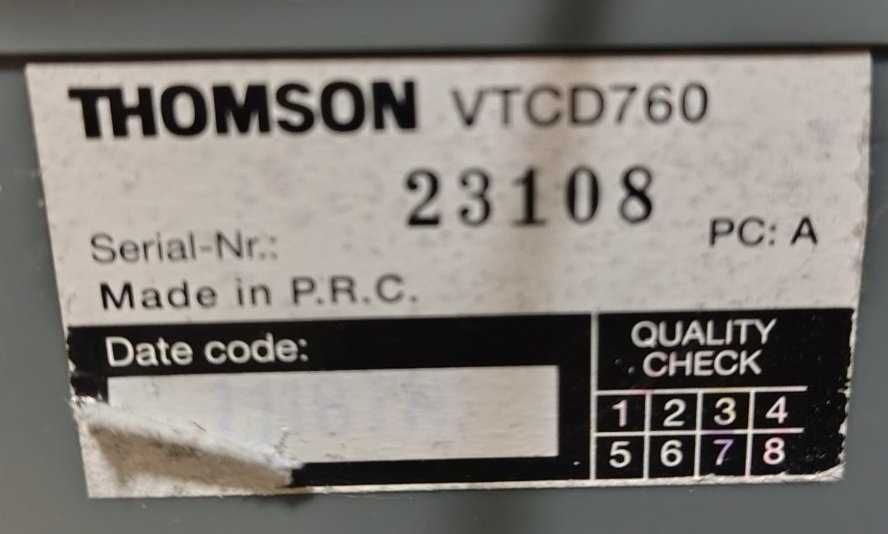 THOMSON VTCD760
23108
Serial-Nr.: PC: A
Made in P.R.C.
Date code:
QUALITY
CHECK
1 2 3 4
5 6 7 8